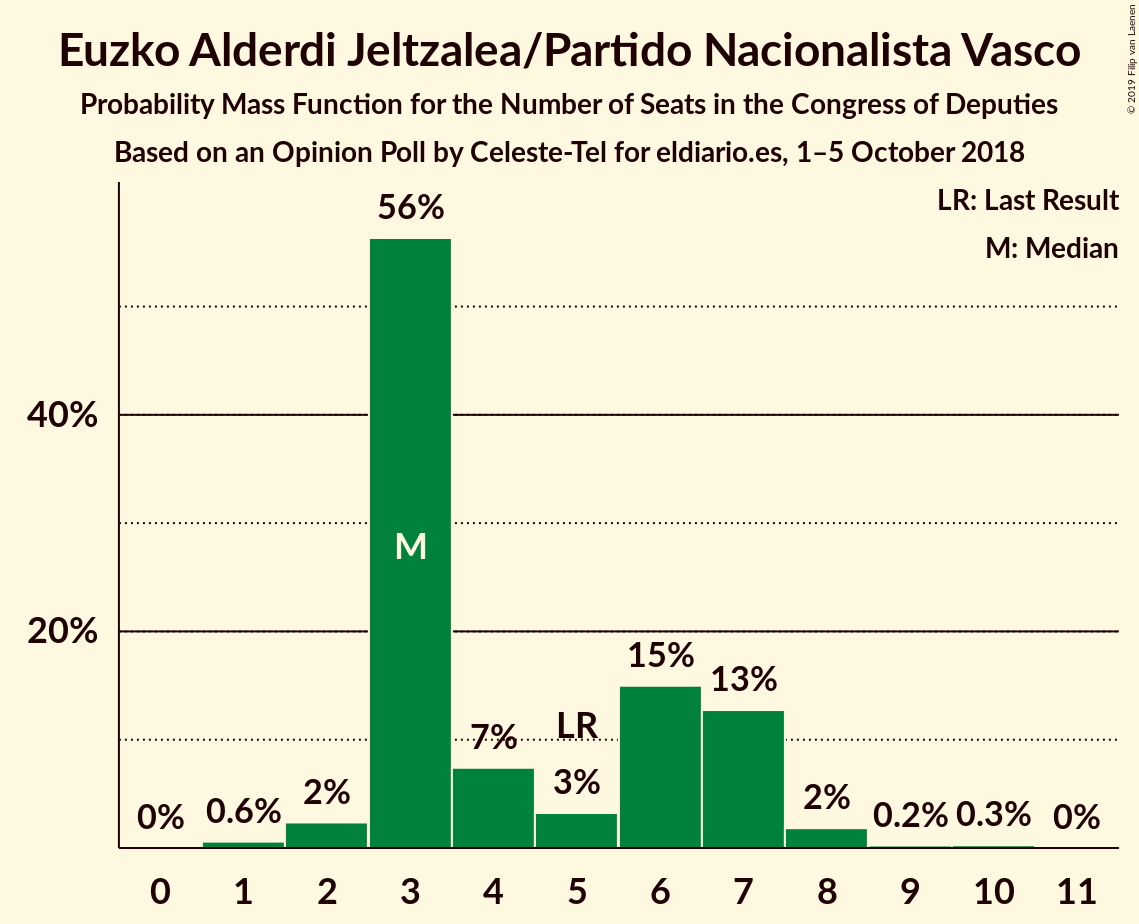 Euzko Alderdi Jeltzalea/Partido Nacionalista Vasco
Probability Mass Function for the Number of Seats in the Congress of Deputies
Based on an Opinion Poll by Celeste-Tel for eldiario.es, 1–5 October 2018
© 2019 Filip van Laenen
LR: Last Result
M: Median
56%
40%
M
20%
15%
13%
7%
LR
3%
2%
2%
0%
0.6%
0.2%
0.3%
0%
0 1 2 3 4 5 6 7 8 9 10 11